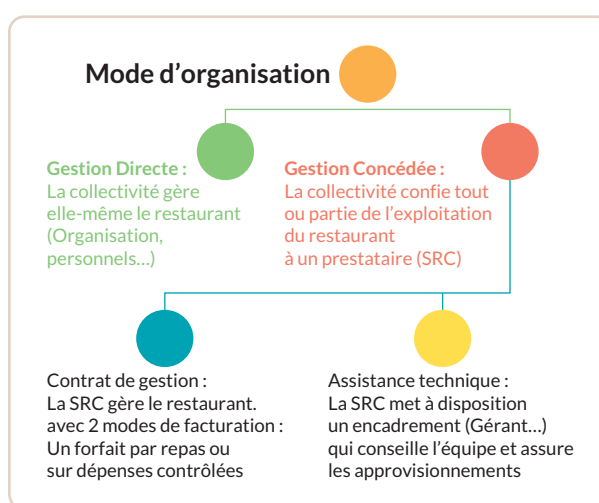 Mode d’organisation
Gestion Directe :
La collectivité gère
elle-même le restaurant
(Organisation,
personnels…)
Gestion Concédée :
La collectivité confie tout
ou partie de l’exploitation
du restaurant
à un prestataire (SRC)
Contrat de gestion :
La SRC gère le restaurant.
avec 2 modes de facturation :
Un forfait par repas ou
sur dépenses contrôlées
Assistance technique :
La SRC met à disposition
un encadrement (Gérant…)
qui conseille l’équipe et assure
les approvisionnements